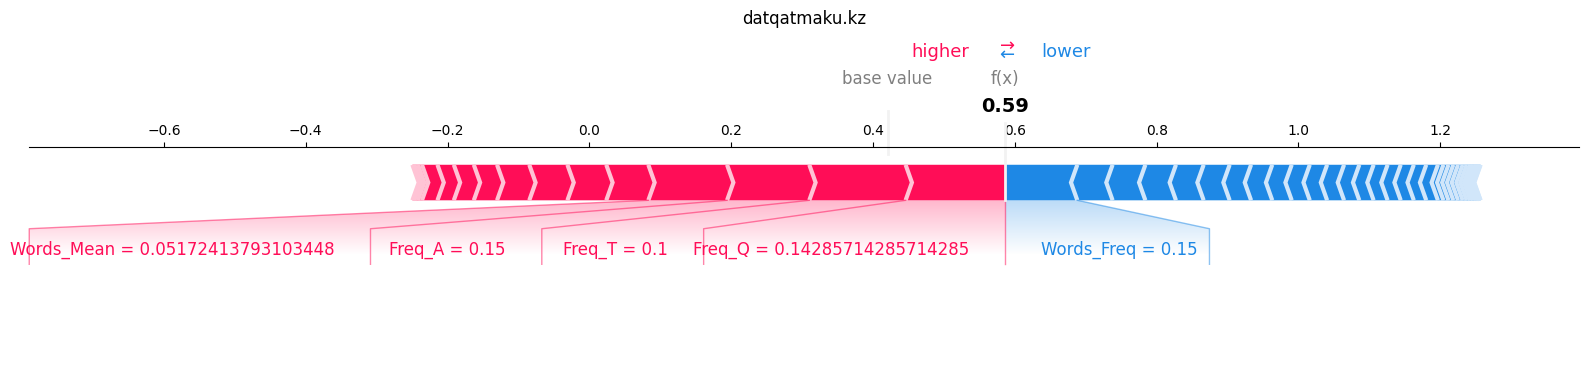 datqatmaku.kz
higher ⇄ lower
base value f(x)
0.59
−0.6 −0.4 −0.2 0.0 0.2 0.4 0.6 0.8 1.0 1.2
Words_Mean = 0.05172413793103448 Freq_A = 0.15 Freq_T = 0.1 Freq_Q = 0.14285714285714285 Words_Freq = 0.15